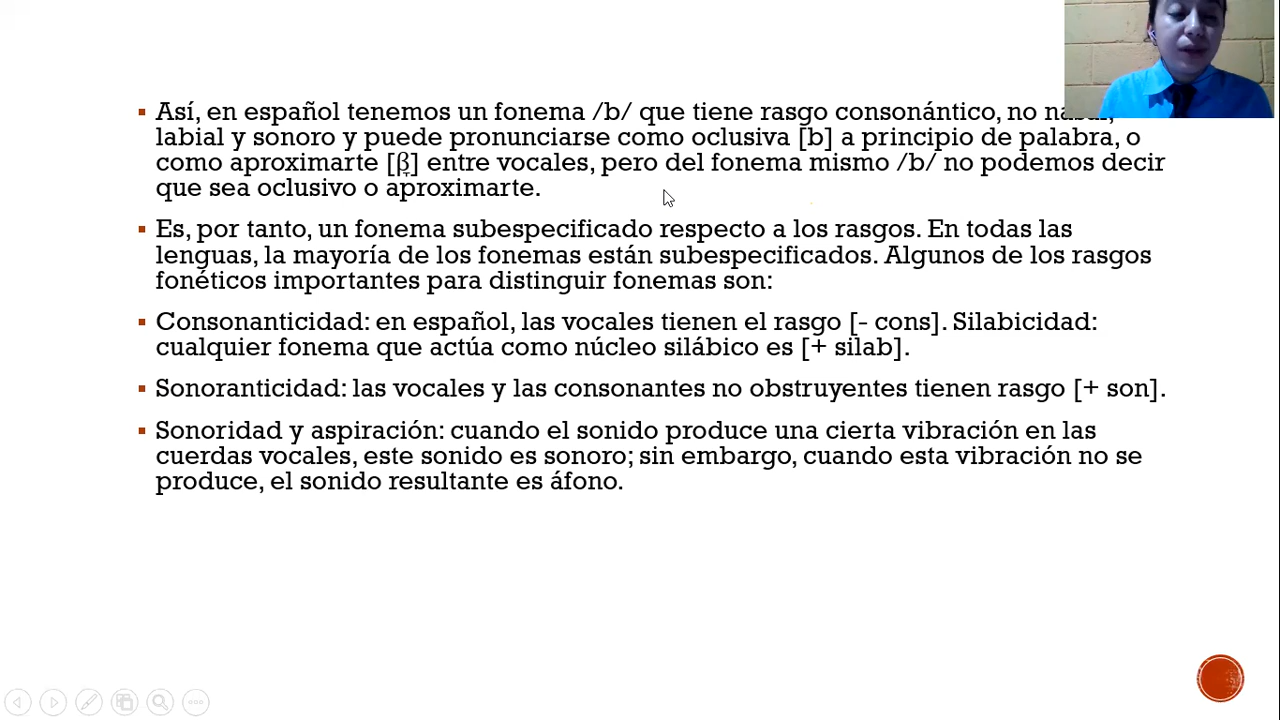 Así, en español tenemos un fonema /b/ que tiene rasgo consonántico, no
labial y sonoro y puede pronunciarse como oclusiva [b] a principio de palabra, o
como aproximarte [β̞] entre vocales, pero del fonema mismo /b/ no podemos decir
que sea oclusivo o aproximarte.
Es, por tanto, un fonema subespecificado respecto a los rasgos. En todas las
lenguas, la mayoría de los fonemas están subespecificados. Algunos de los rasgos
fonéticos importantes para distinguir fonemas son:
Consonanticidad: en español, las vocales tienen el rasgo [- cons]. Silabicidad:
cualquier fonema que actúa como núcleo silábico es [+ silab].
Sonoranticidad: las vocales y las consonantes no obstruyentes tienen rasgo [+ son].
Sonoridad y aspiración: cuando el sonido produce una cierta vibración en las
cuerdas vocales, este sonido es sonoro; sin embargo, cuando esta vibración no se
produce, el sonido resultante es áfono.